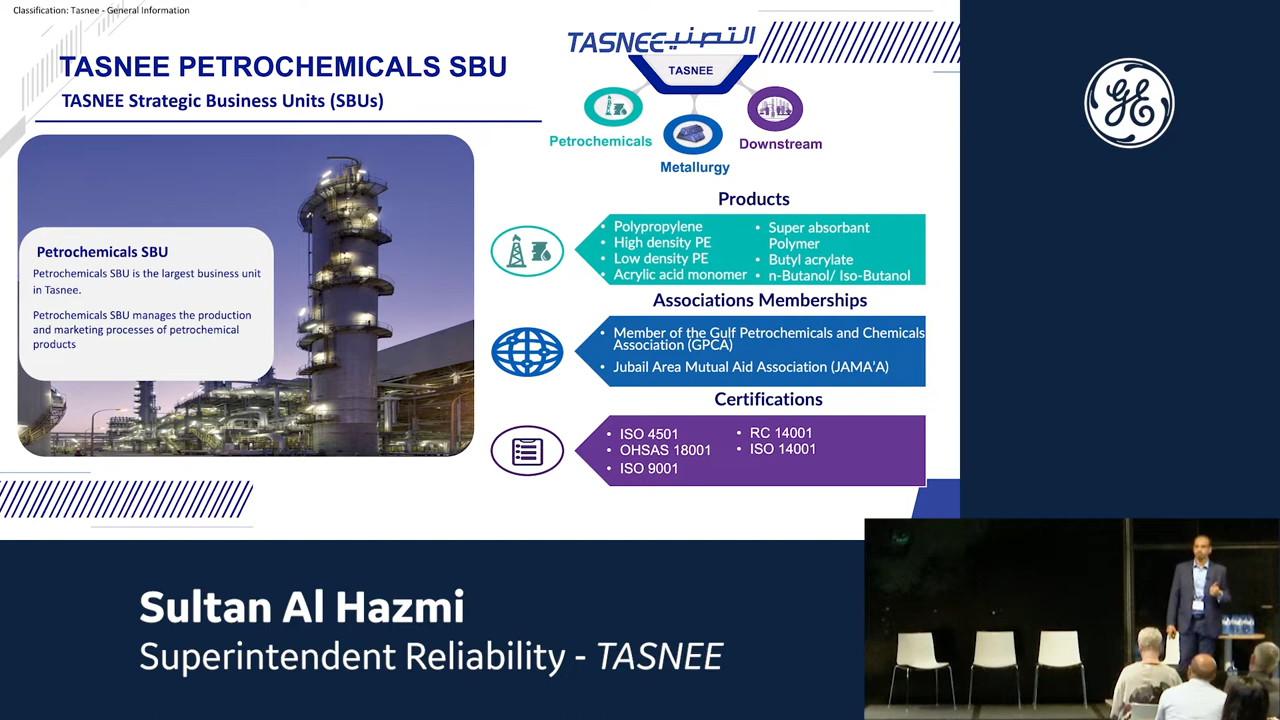 Classification: Tasnee - General Information
TASNEE PETROCHEMICALS SBU
TASNEE Strategic Business Units (SBUs)
TASNEE التصنيع
TASNEE
Petrochemicals
Metallurgy
Downstream
Petrochemicals SBU
Petrochemicals SBU is the largest business unit
in Tasnee.
Petrochemicals SBU manages the production
and marketing processes of petrochemical
products
Products
• Polypropylene
• High density PE
• Low density PE
• Acrylic acid monomer
• Super absorbant
Polymer
• Butyl acrylate
• n-Butanol/ Iso-Butanol
Associations Memberships
• Member of the Gulf Petrochemicals and Chemicals
Association (GPCA)
• Jubail Area Mutual Aid Association (JAMA’A)
Certifications
• ISO 4501
• OHSAS 18001
• ISO 9001
• RC 14001
• ISO 14001
GE
Sultan Al Hazmi
Superintendent Reliability - TASNEE